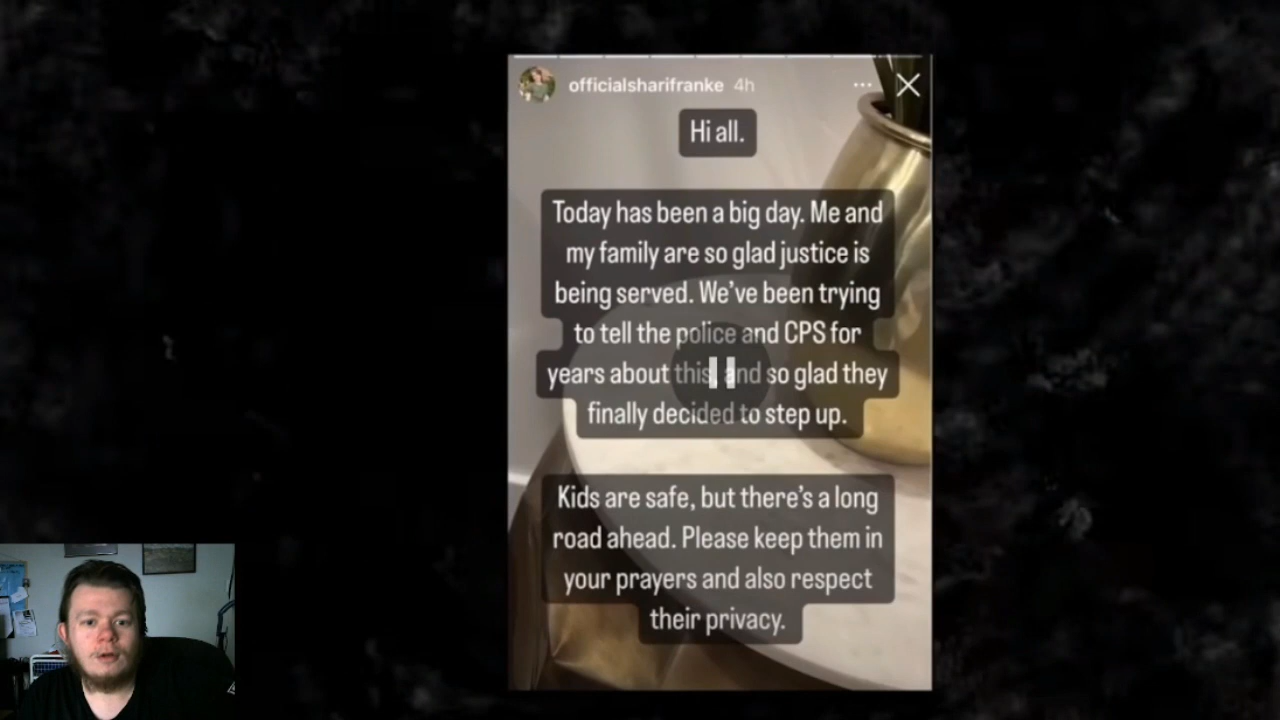 officialsharifranke 4h
Hi all.
Today has been a big day. Me and
my family are so glad justice is
being served. We've been trying
to tell the police and CPS for
years about this, and so glad they
finally decided to step up.
Kids are safe, but there's a long
road ahead. Please keep them in
your prayers and also respect
their privacy.